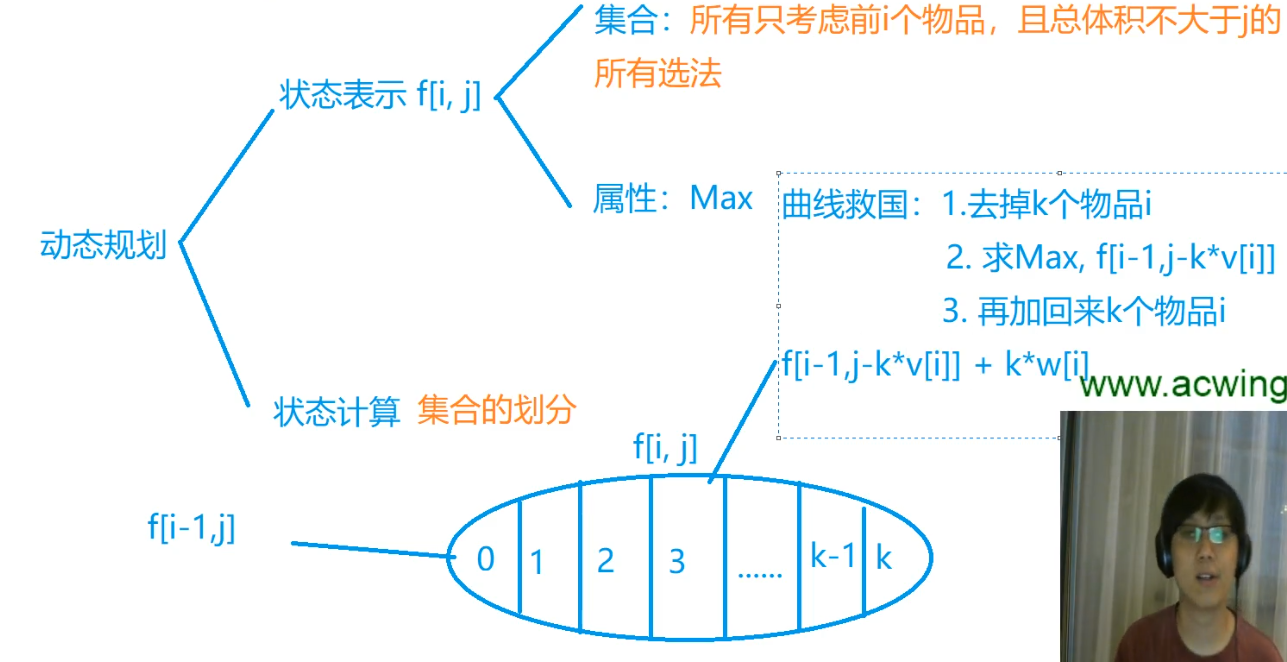 集合：所有只考虑前i个物品，且总体积不大于j的
所有选法
状态表示 f[i, j]
属性：Max
曲线救国：1.去掉k个物品i
2. 求Max, f[i-1,j-k*v[i]]
3. 再加回来k个物品i
f[i-1,j-k*v[i]] + k*w[i]
动态规划
www.acwing
状态计算 集合的划分
f[i, j]
f[i-1,j]
0 1 2 3 ...... k-1 k